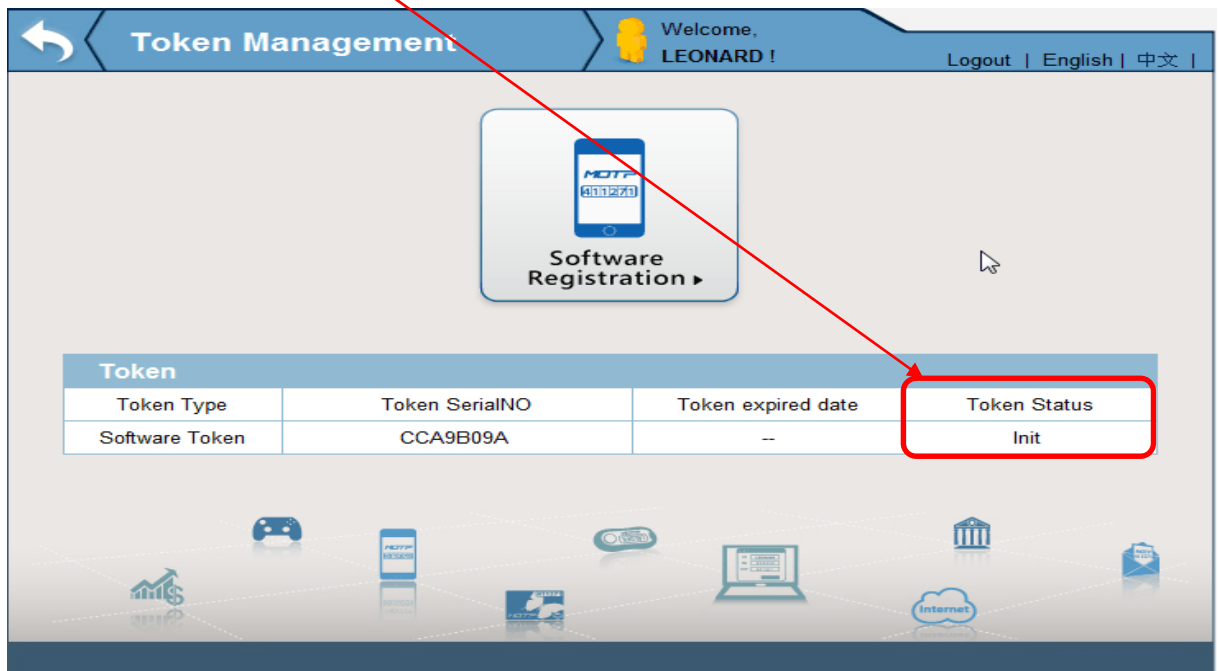 Token Management
Welcome,
LEONARD !
Logout | English | 中文 |
MOTP
411271
Software
Registration ▸
Token
Token Type Token SerialNO Token expired date Token Status
Software Token CCA9B09A -- Init
MOTP
Internet